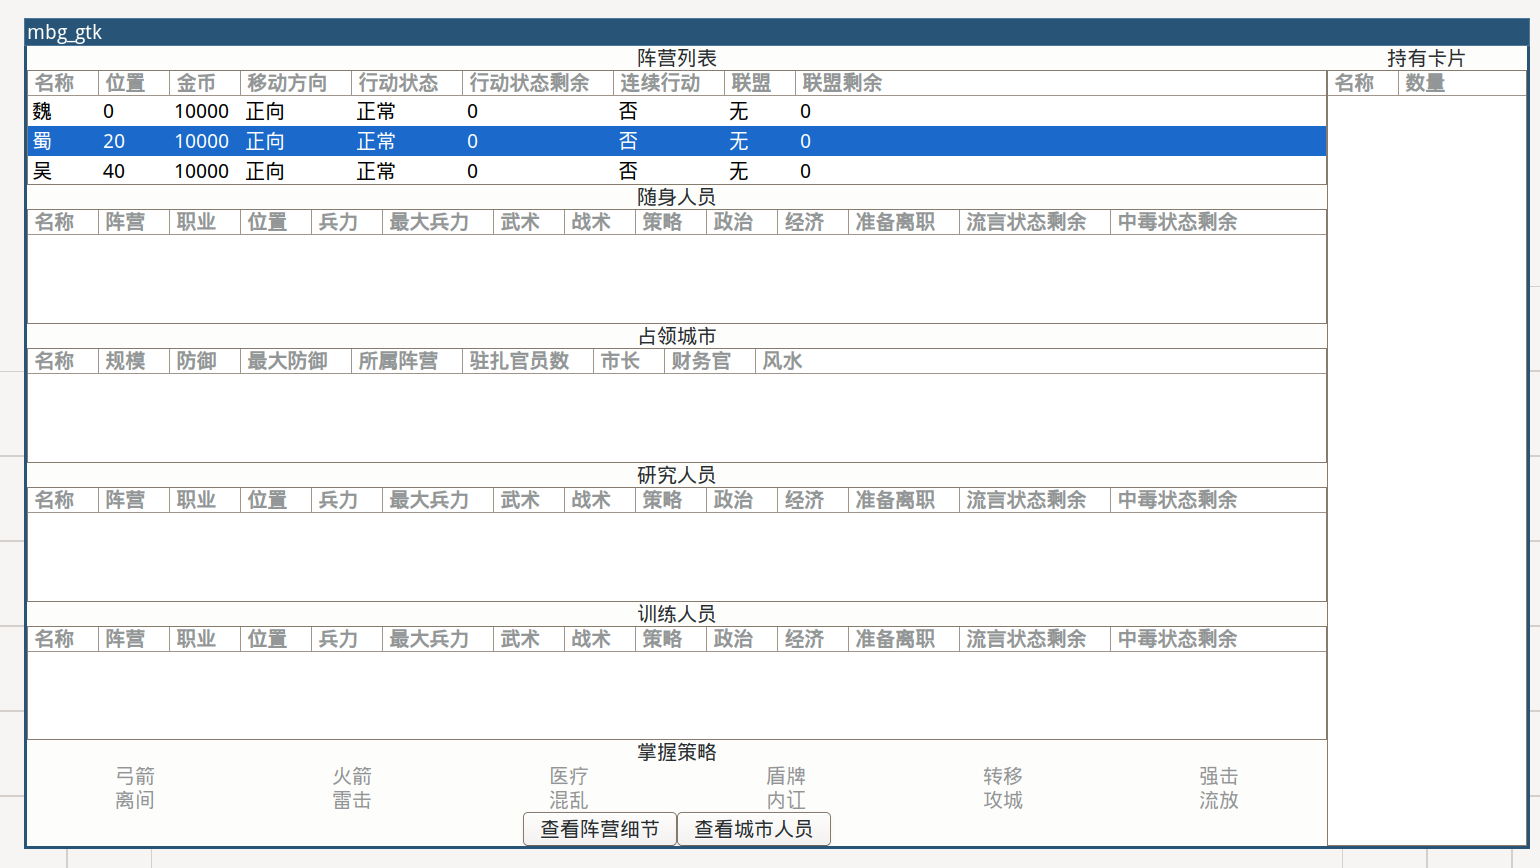 mbg_gtk
阵营列表
名称 位置 金币 移动方向 行动状态 行动状态剩余 连续行动 联盟 联盟剩余
魏 0 10000 正向 正常 0 否 无 0
蜀 20 10000 正向 正常 0 否 无 0
吴 40 10000 正向 正常 0 否 无 0
随身人员
名称 阵营 职业 位置 兵力 最大兵力 武术 战术 策略 政治 经济 准备离职 流言状态剩余 中毒状态剩余
占领城市
名称 规模 防御 最大防御 所属阵营 驻扎官员数 市长 财务官 风水
研究人员
名称 阵营 职业 位置 兵力 最大兵力 武术 战术 策略 政治 经济 准备离职 流言状态剩余 中毒状态剩余
训练人员
名称 阵营 职业 位置 兵力 最大兵力 武术 战术 策略 政治 经济 准备离职 流言状态剩余 中毒状态剩余
掌握策略
弓箭 火箭 医疗 盾牌 转移 强击
离间 雷击 混乱 内讧 攻城 流放
查看阵营细节 查看城市人员
持有卡片
名称 数量